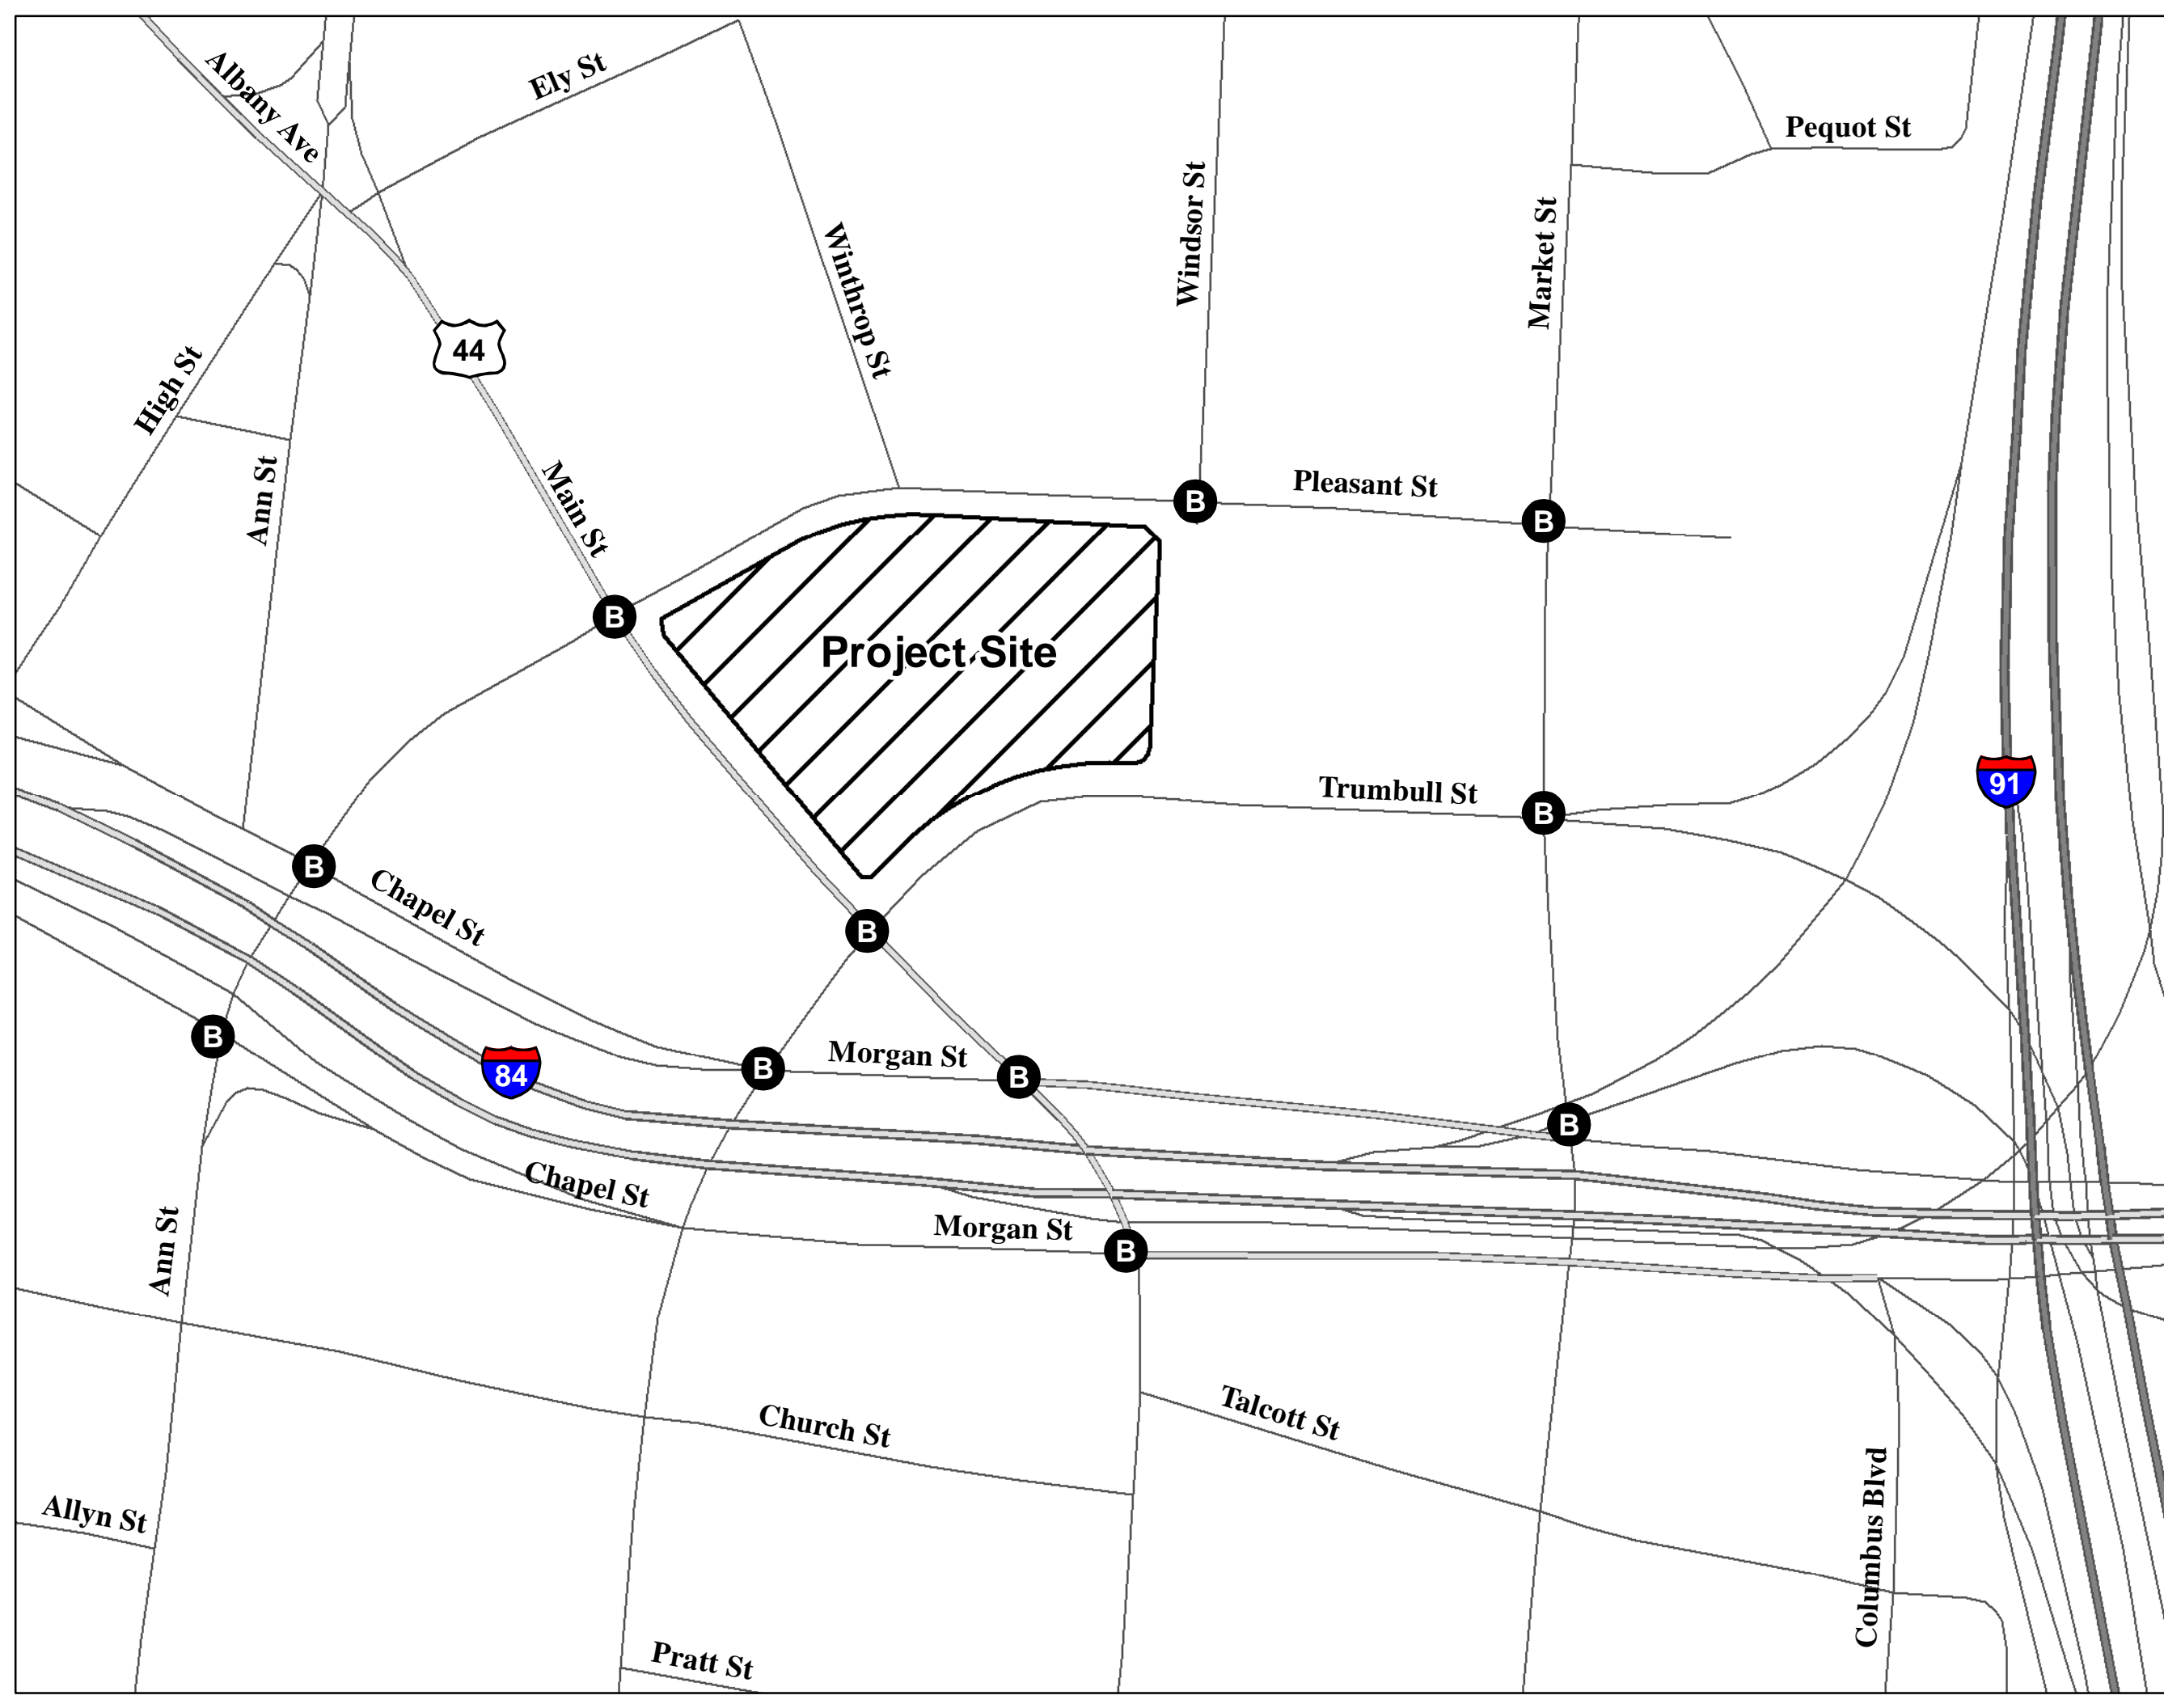 Albany Ave
Ely St
Pequot St
Windsor St
Market St
Winthrop St
44
High St
Ann St
Main St
Pleasant St
B
B
B
Project Site
91
Trumbull St
B
B
Chapel St
B
B
84
B
Morgan St
B
B
Chapel St
Morgan St
B
Ann St
Church St
Talcott St
Allyn St
Columbus Blvd
Pratt St